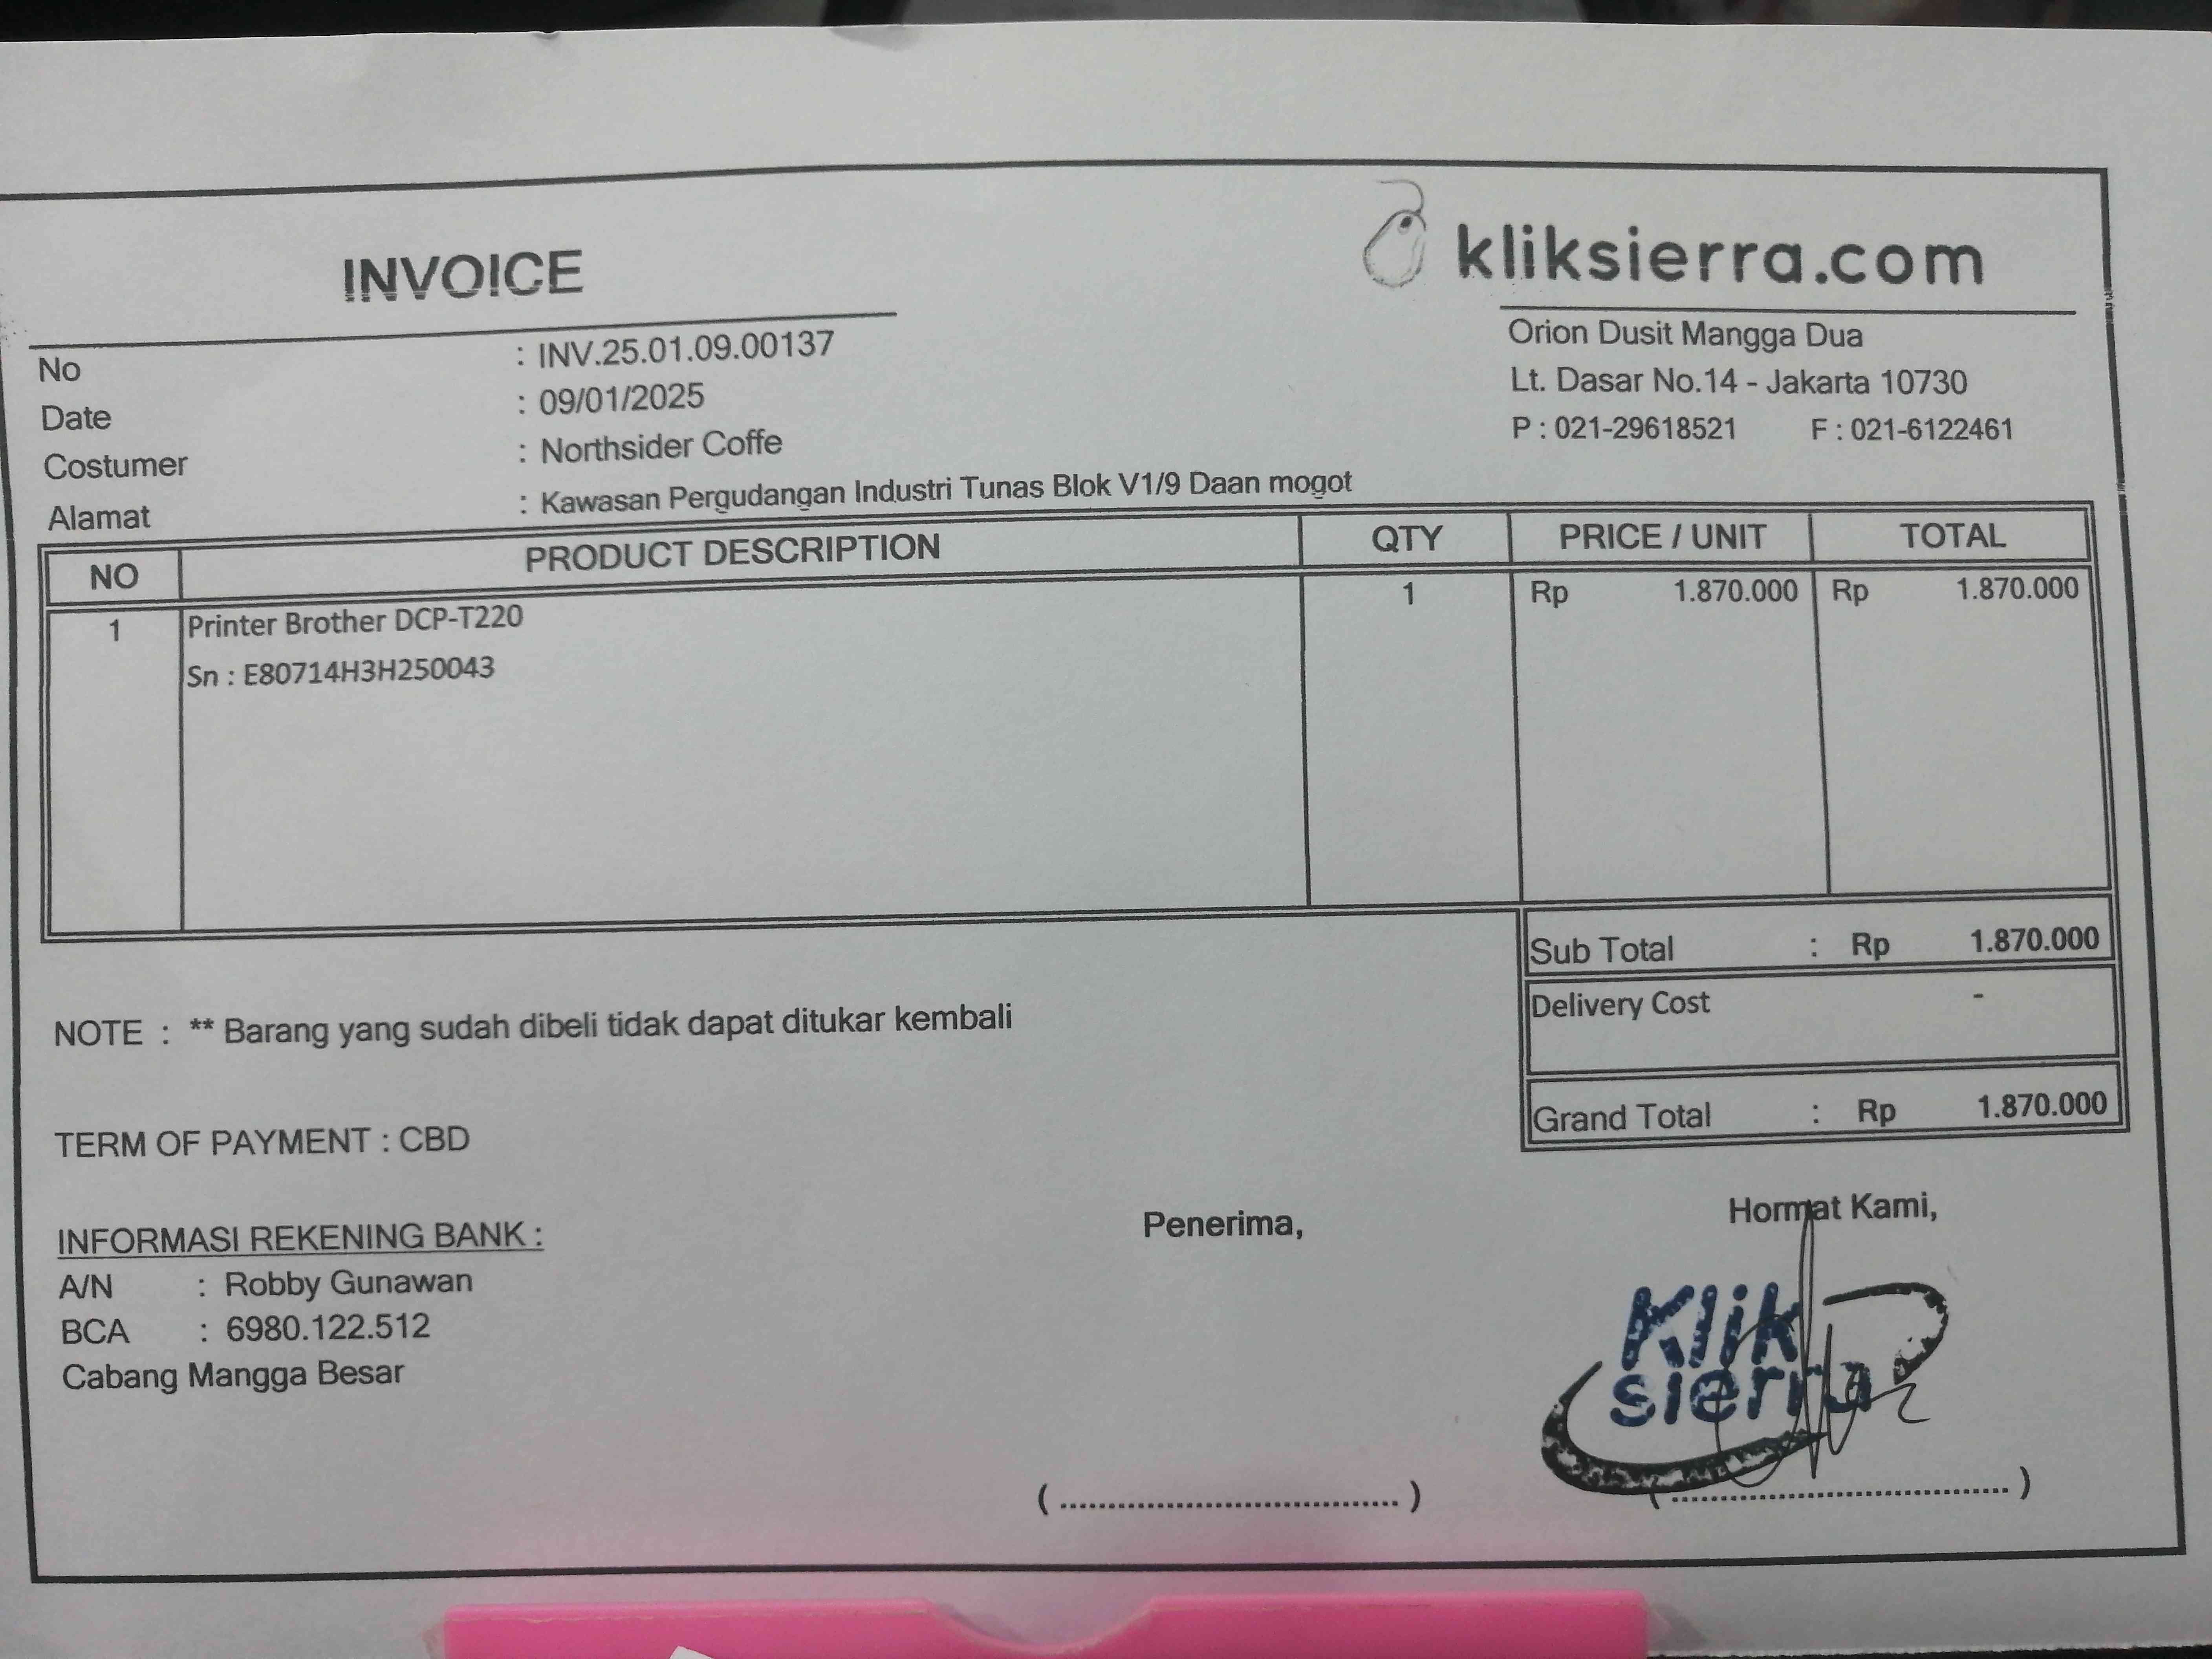 INVOICE
kliksierra.com
Orion Dusit Mangga Dua
Lt. Dasar No.14 - Jakarta 10730
P : 021-29618521 F : 021-6122461
No : INV.25.01.09.00137
Date : 09/01/2025
Costumer : Northsider Coffe
Alamat : Kawasan Pergudangan Industri Tunas Blok V1/9 Daan mogot
NO PRODUCT DESCRIPTION QTY PRICE / UNIT TOTAL
1 Printer Brother DCP-T220 1 Rp 1.870.000 Rp 1.870.000
Sn : E80714H3H250043
Sub Total : Rp 1.870.000
Delivery Cost -
Grand Total : Rp 1.870.000
NOTE : ** Barang yang sudah dibeli tidak dapat ditukar kembali
TERM OF PAYMENT : CBD
INFORMASI REKENING BANK :
A/N : Robby Gunawan
BCA : 6980.122.512
Cabang Mangga Besar
Penerima,
( .................................... )
Hormat Kami,
Klik
sierra
( .................................... )